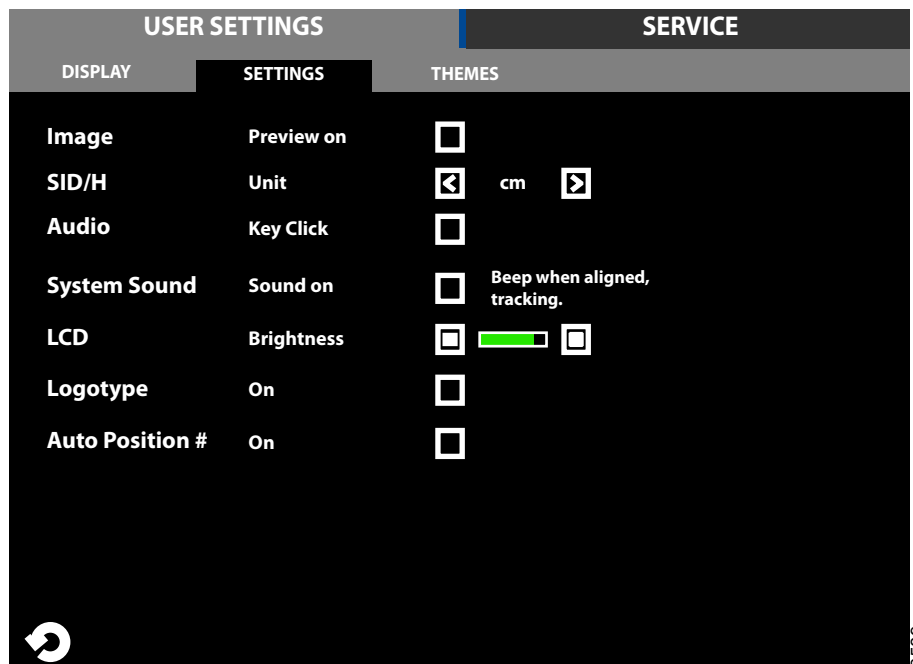 USER SETTINGS SERVICE
DISPLAY SETTINGS THEMES
Image Preview on
SID/H Unit cm
Audio Key Click
System Sound Sound on Beep when aligned,
tracking.
LCD Brightness
Logotype On
Auto Position # On